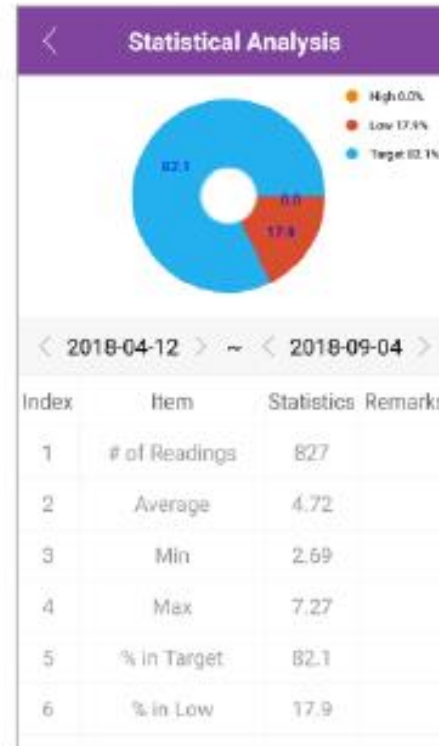 Statistical Analysis
High 0.0%
Low 17.9%
Target 82.1%
82.1
0.0
17.9
2018-04-12 ~ 2018-09-04
Index Item Statistics Remarks
1 # of Readings 827
2 Average 4.72
3 Min 2.69
4 Max 7.27
5 % in Target 82.1
6 % in Low 17.9